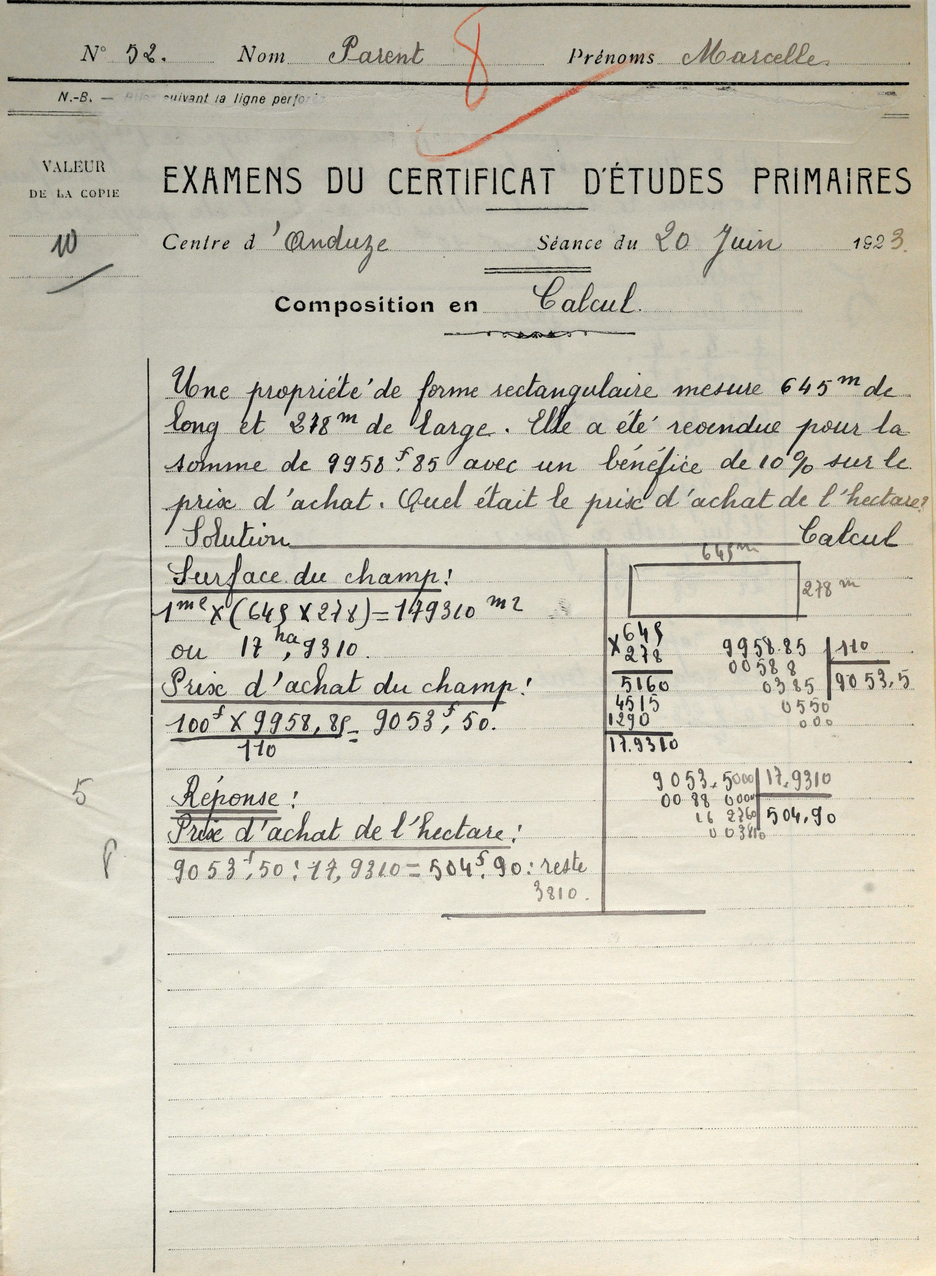 N° 52. Nom Parent Prénoms Marcelle
8
N.-B. — suivant la ligne perforée
VALEUR
DE LA COPIE
10
EXAMENS DU CERTIFICAT D'ÉTUDES PRIMAIRES
Centre d'Anduze Séance du 20 Juin 1923.
Composition en Calcul.
Une propriété de forme rectangulaire mesure 645m de
long et 278m de large. Elle a été revendue pour la
somme de 9958f.85 avec un bénéfice de 10% sur le
prix d'achat. Quel était le prix d'achat de l'hectare?
Solution Calcul
Surface du champ:
1m2 X (645 X 278) = 179310 m2
ou 17ha,9310.
Prix d'achat du champ:
100f X 9958,85 = 9053f,50.
110
5
Réponse:
Prix d'achat de l'hectare:
8
9053f,50 : 17,9310 = 504f.90: reste
3810.
645m
278m
X 645
278
5160
4515
1290
17.9310
9958.85 110
00588 9053,5
0385
0550
000
9053.5000 17.9310
0088 000 504,90
16 2760
003810